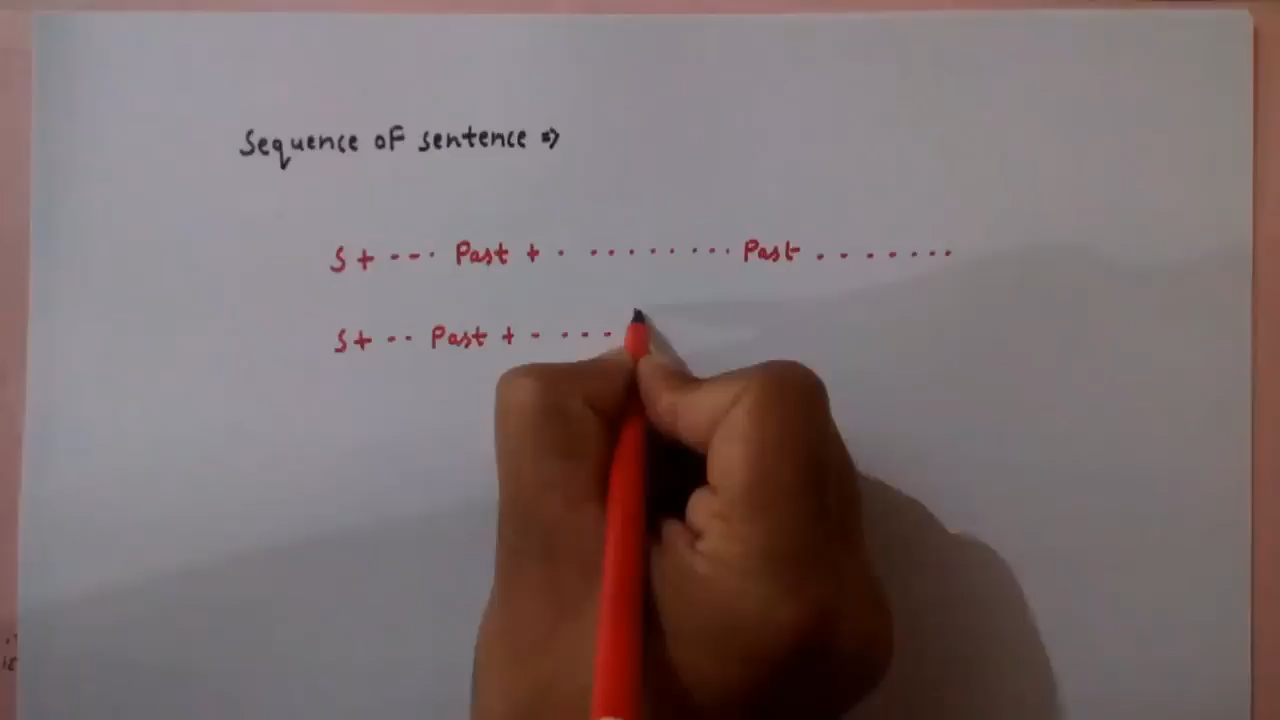 Sequence of sentence ⇒
S + --- Past + · ········ Past ·······
S + -- Past + - ----